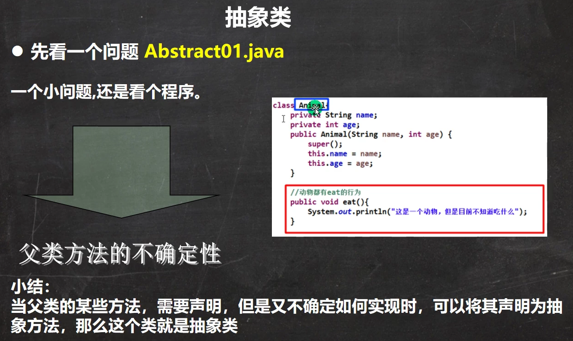 抽象类
● 先看一个问题 Abstract01.java
一个小问题,还是看个程序。
class Animal{
private String name;
private int age;
public Animal(String name, int age) {
super();
this.name = name;
this.age = age;
}
//动物都有eat的行为
public void eat(){
System.out.println("这是一个动物，但是目前不知道吃什么");
}
父类方法的不确定性
小结：
当父类的某些方法，需要声明，但是又不确定如何实现时，可以将其声明为抽
象方法，那么这个类就是抽象类